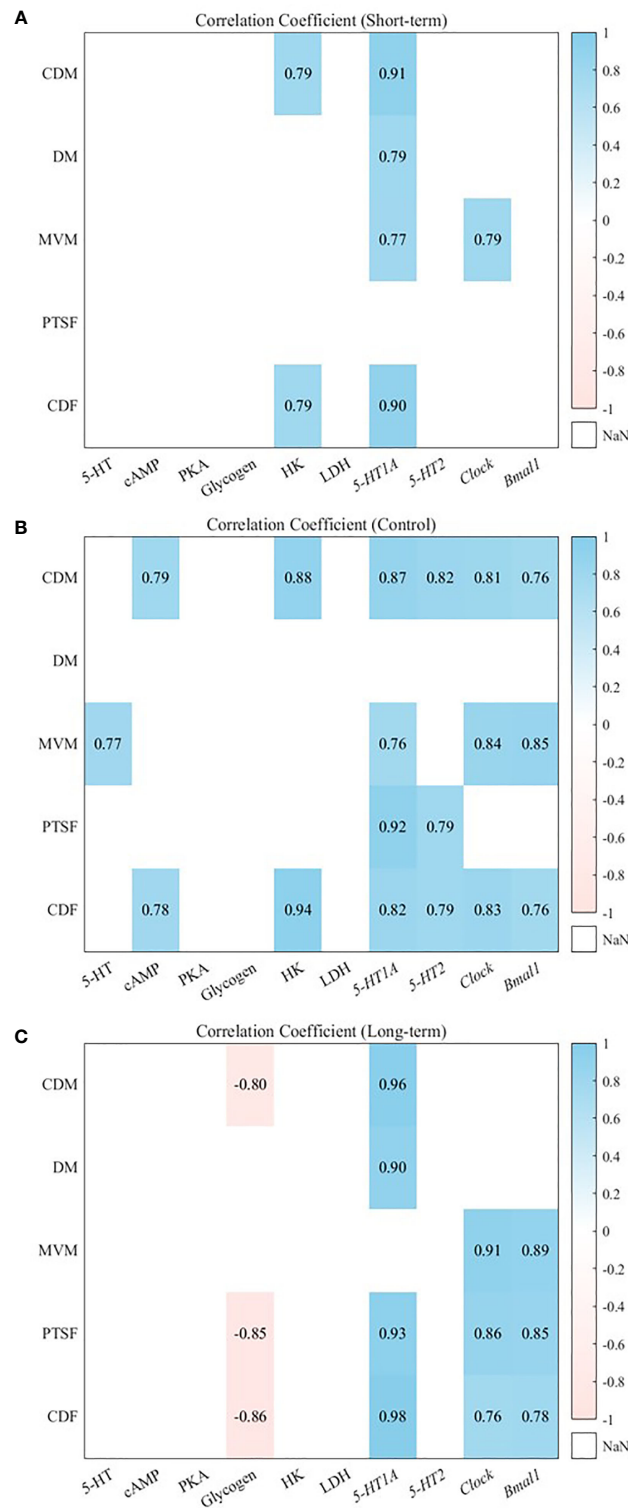 A
Correlation Coefficient (Short-term)
CDM 0.79 0.91
DM 0.79
MVM 0.77 0.79
PTSF
CDF 0.79 0.90
5-HT cAMP PKA Glycogen HK LDH 5-HT1A 5-HT2 Clock Bmal1
1
0.8
0.6
0.4
0.2
0
-0.2
-0.4
-0.6
-0.8
-1
NaN
B
Correlation Coefficient (Control)
CDM 0.79 0.88 0.87 0.82 0.81 0.76
DM
MVM 0.77 0.76 0.84 0.85
PTSF 0.92 0.79
CDF 0.78 0.94 0.82 0.79 0.83 0.76
5-HT cAMP PKA Glycogen HK LDH 5-HT1A 5-HT2 Clock Bmal1
1
0.8
0.6
0.4
0.2
0
-0.2
-0.4
-0.6
-0.8
-1
NaN
C
Correlation Coefficient (Long-term)
CDM -0.80 0.96
DM 0.90
MVM 0.91 0.89
PTSF -0.85 0.93 0.86 0.85
CDF -0.86 0.98 0.76 0.78
5-HT cAMP PKA Glycogen HK LDH 5-HT1A 5-HT2 Clock Bmal1
1
0.8
0.6
0.4
0.2
0
-0.2
-0.4
-0.6
-0.8
-1
NaN